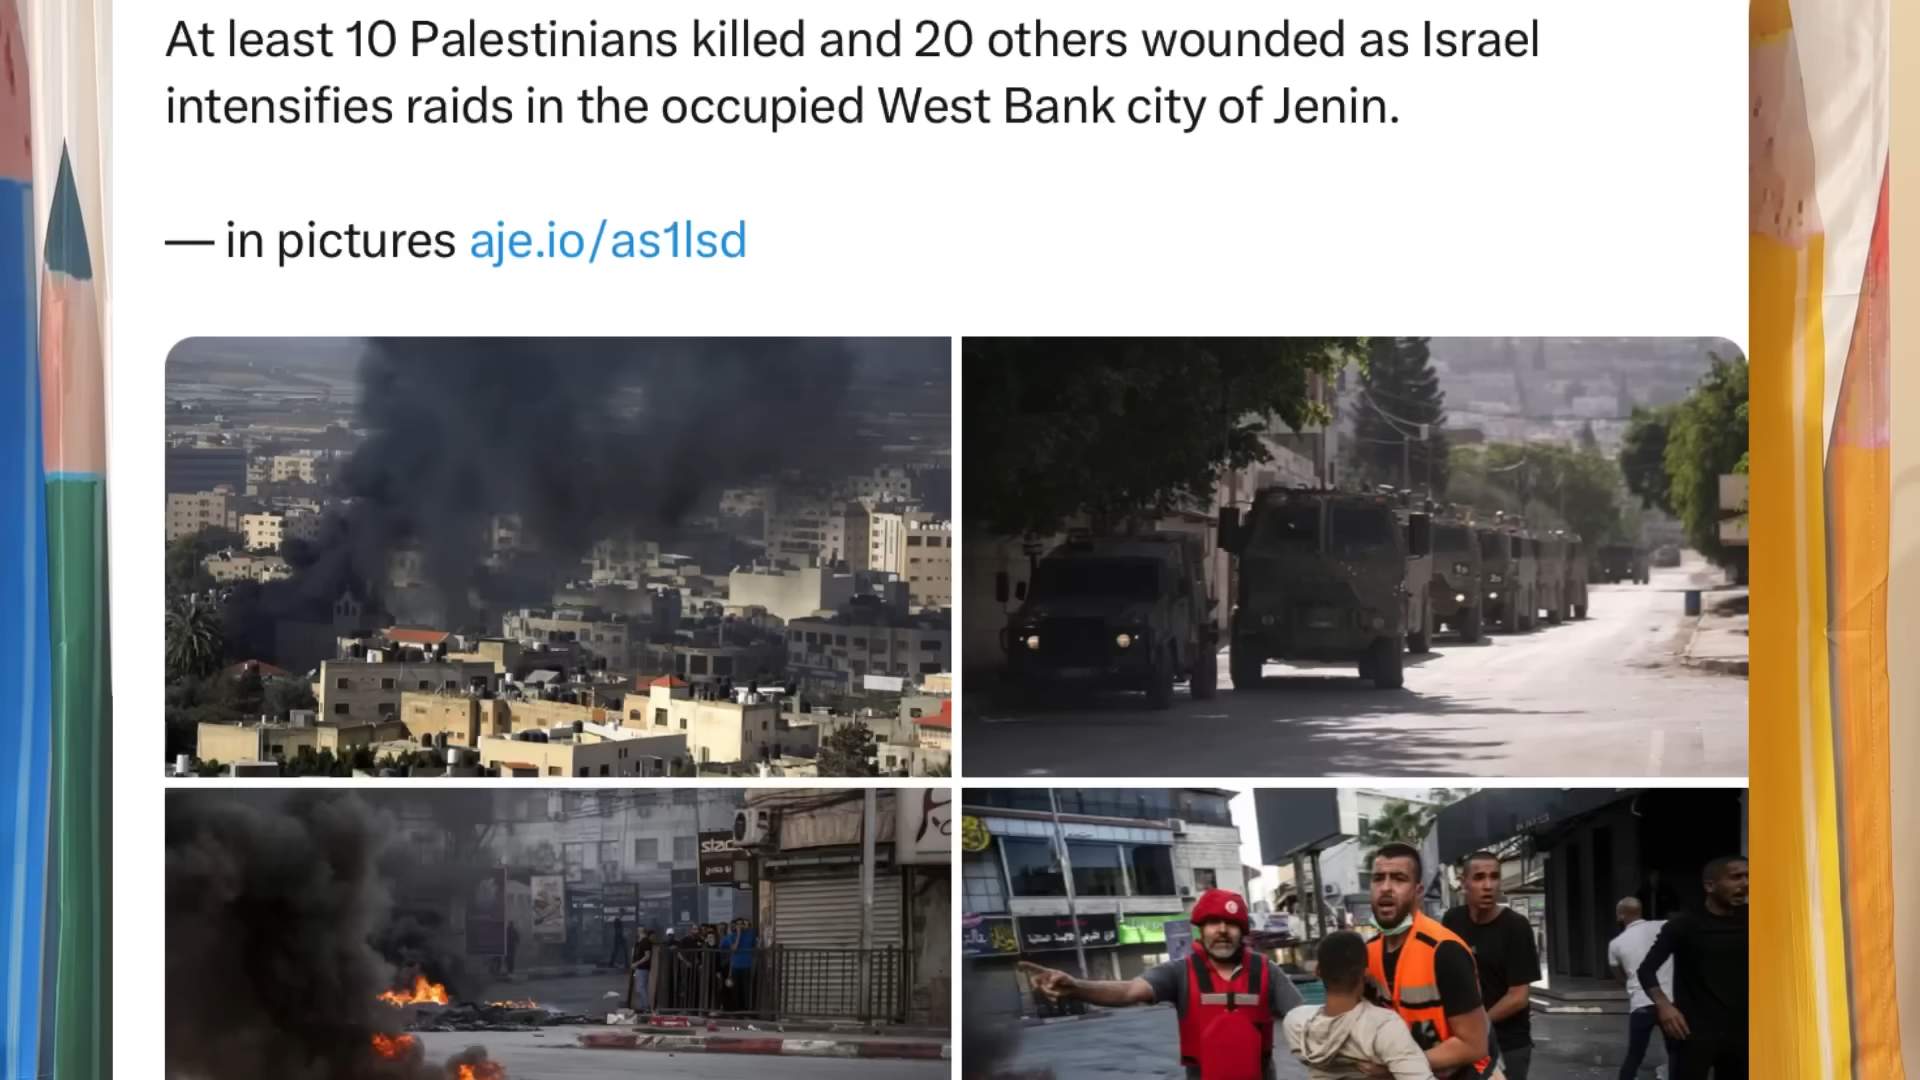 At least 10 Palestinians killed and 20 others wounded as Israel
intensifies raids in the occupied West Bank city of Jenin.
— in pictures aje.io/as1lsd